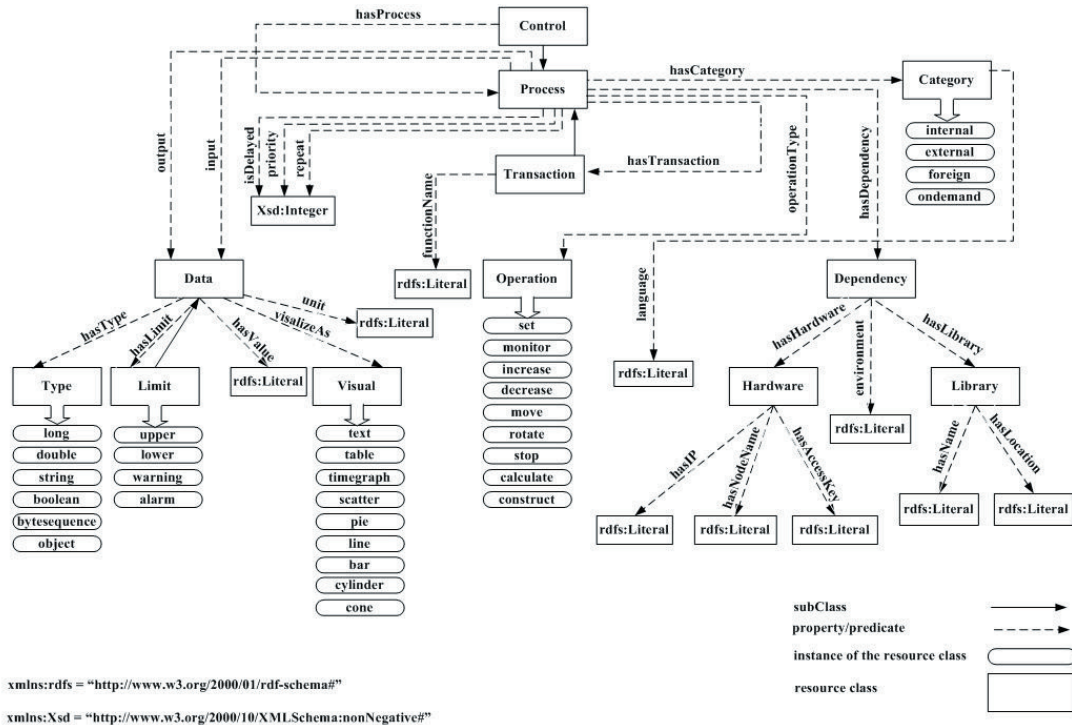 hasProcess
Control
hasCategory
Process
Category
output
input
isDelayed
priority
repeat
hasTransaction
operationType
hasDependency
internal
external
foreign
ondemand
Transaction
Xsd:Integer
functionName
language
Data
rdfs:Literal
Operation
Dependency
hasType
hasLimit
hasValue
visalizeAs
unit
rdfs:Literal
set
monitor
increase
decrease
move
rotate
stop
calculate
construct
rdfs:Literal
hasHardware
environment
hasLibrary
Type
Limit
rdfs:Literal
Visual
Hardware
Library
long
double
string
boolean
bytesequence
object
upper
lower
warning
alarm
text
table
timegraph
scatter
pie
line
bar
cylinder
cone
rdfs:Literal
hasIP
hasNodeName
hasAccessKey
hasName
hasLocation
rdfs:Literal
rdfs:Literal
rdfs:Literal
rdfs:Literal
rdfs:Literal
subClass
property/predicate
instance of the resource class
resource class
xmlns:rdfs = “http://www.w3.org/2000/01/rdf-schema#”
xmlns:Xsd = “http://www.w3.org/2000/10/XMLSchema:nonNegative#”